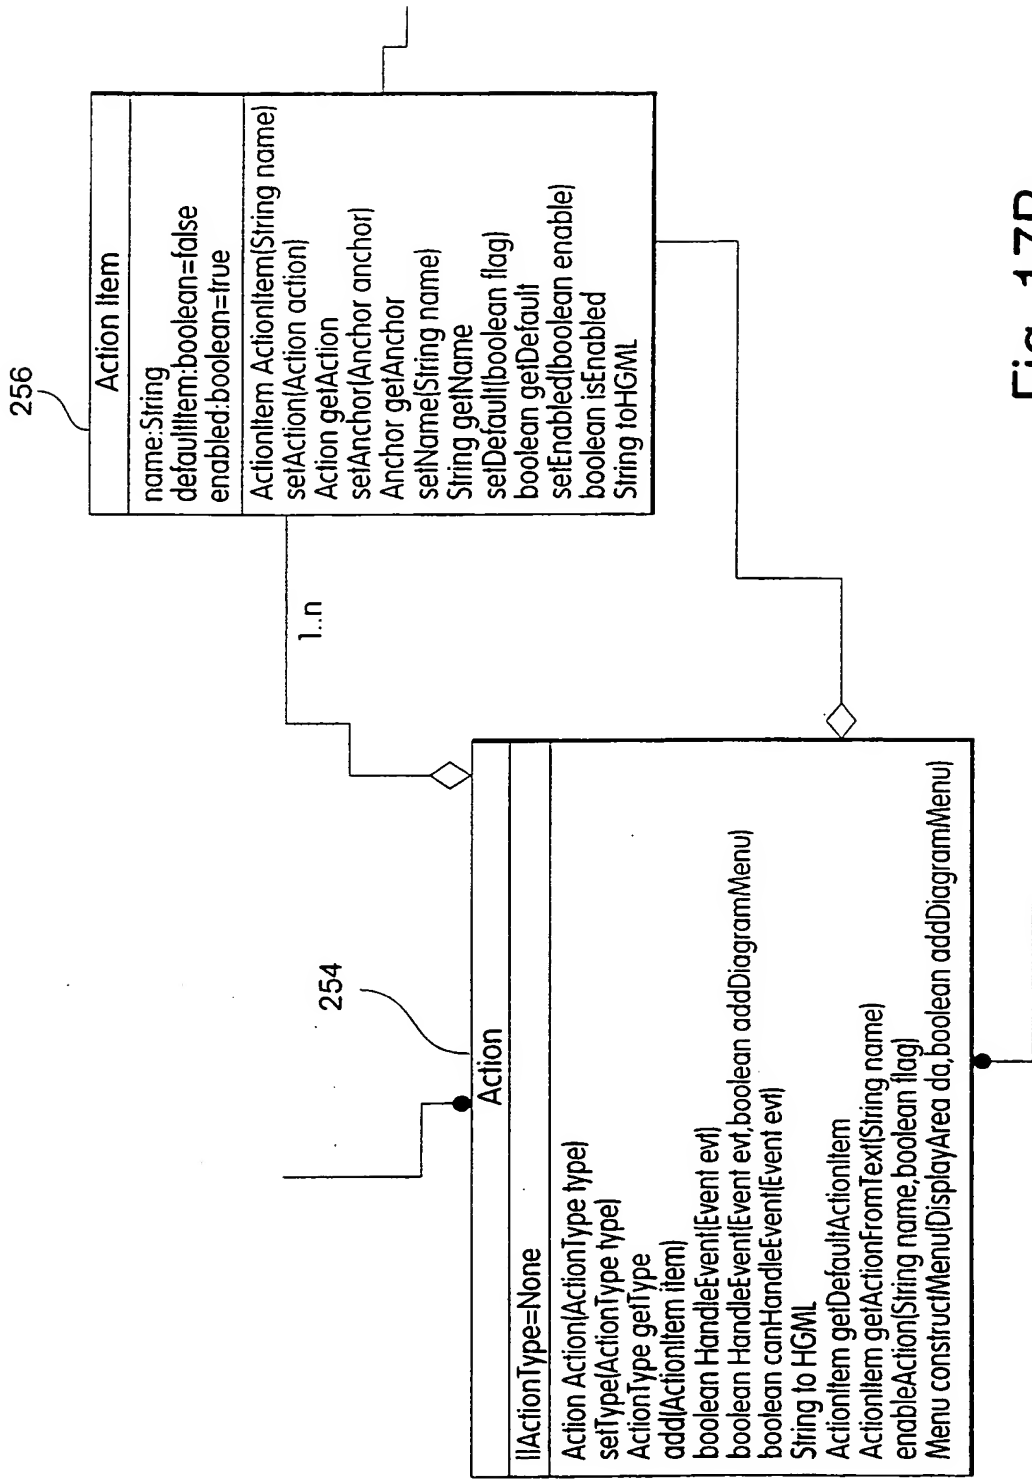 256
Action Item
name:String
defaultItem:boolean=false
enabled:boolean=true
ActionItem ActionItem(String name)
setAction(Action action)
Action getAction
setAnchor(Anchor anchor)
Anchor getAnchor
setName(String name)
String getName
setDefault(boolean flag)
boolean getDefault
setEnabled(boolean enable)
boolean isEnabled
String toHGML
1..n
254
Action
llActionType=None
Action Action(ActionType type)
setType(ActionType type)
ActionType getType
add(ActionItem item)
boolean HandleEvent(Event evt)
boolean HandleEvent(Event evt,boolean addDiagramMenu)
boolean canHandleEvent(Event evt)
String to HGML
ActionItem getDefaultActionItem
ActionItem getActionFromText(String name)
enableAction(String name,boolean flag)
Menu constructMenu(DisplayArea da,boolean addDiagramMenu)
Fig.